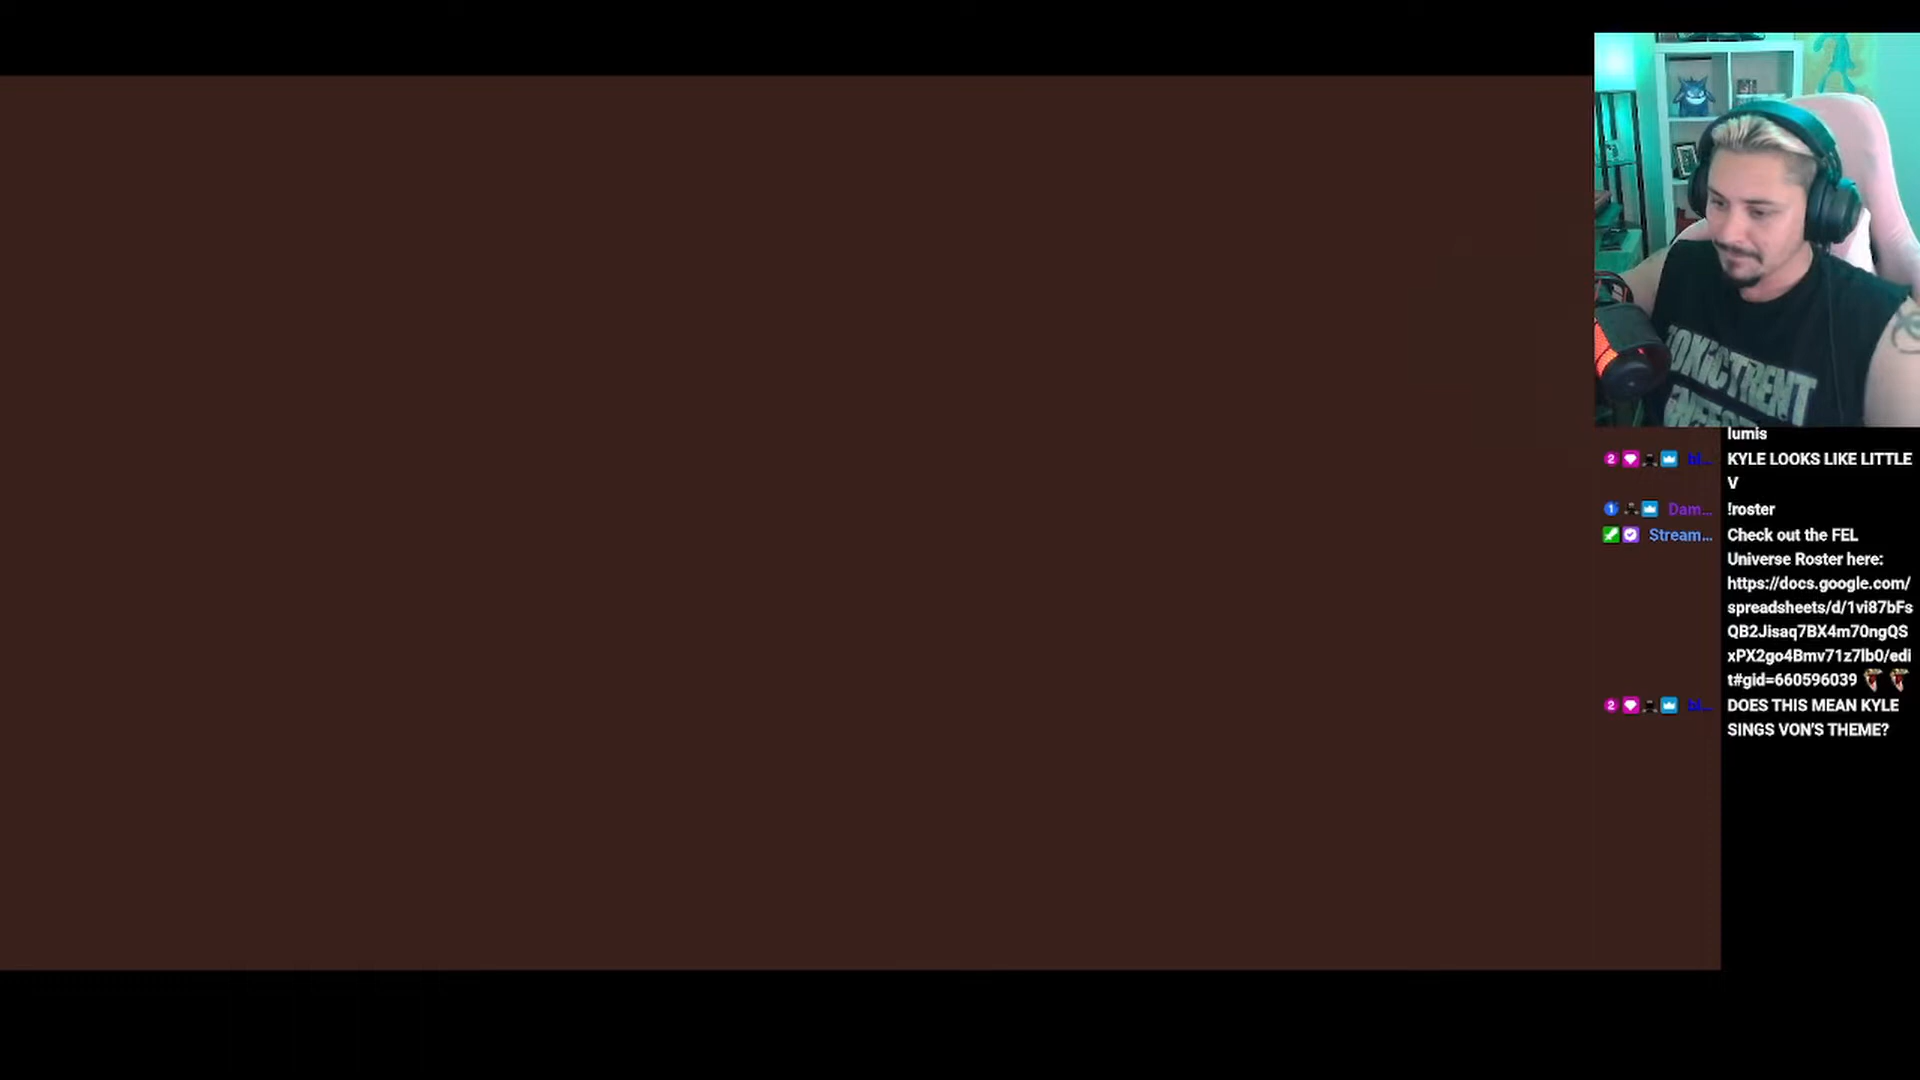 TOXICTRENT
lumis
KYLE LOOKS LIKE LITTLE
V
Dam... !roster
Stream... Check out the FEL
Universe Roster here:
https://docs.google.com/
spreadsheets/d/1vi87bFs
QB2Jisaq7BX4m70ngQS
xPX2go4Bmv71z7lb0/edi
t#gid=660596039
DOES THIS MEAN KYLE
SINGS VON'S THEME?